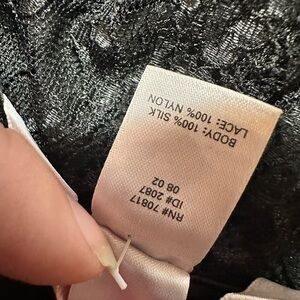 BODY: 100% SILK
LACE: 100% NYLON
RN# 70817
ID# 2087
08 02